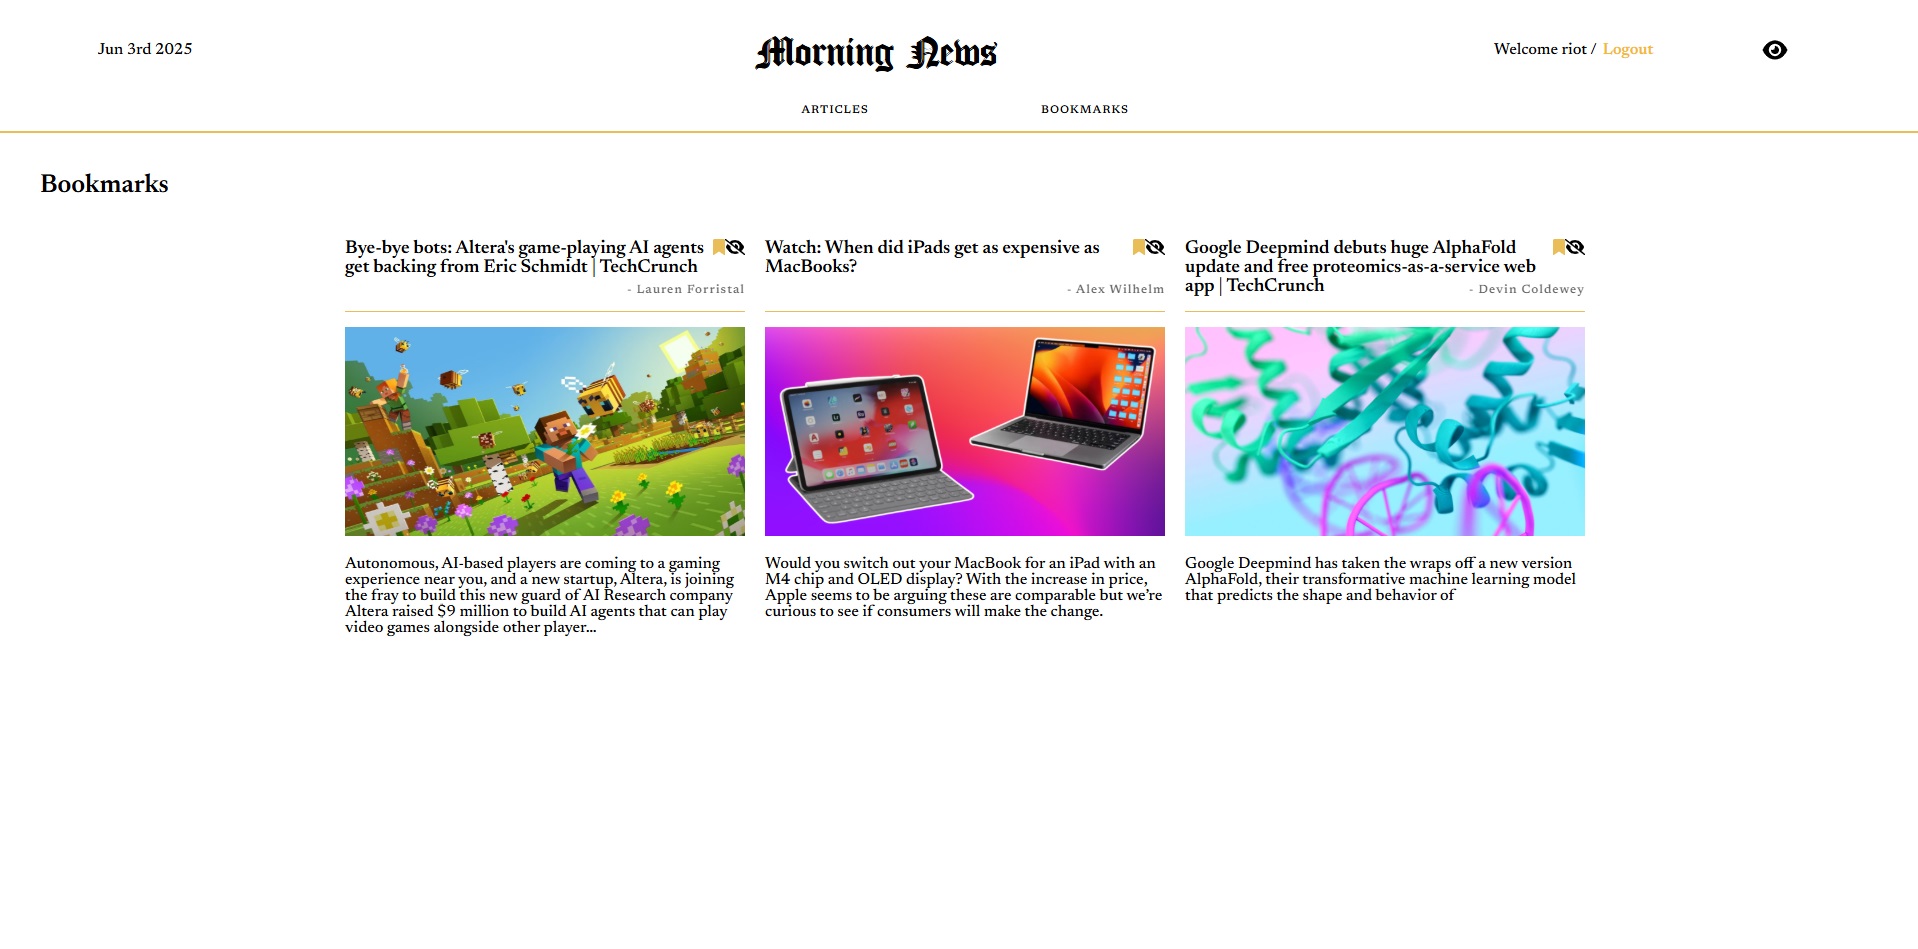 Jun 3rd 2025
Morning News
Welcome riot / Logout
ARTICLES
BOOKMARKS
Bookmarks
Bye-bye bots: Altera's game-playing AI agents
get backing from Eric Schmidt | TechCrunch
- Lauren Forristal
Autonomous, AI-based players are coming to a gaming
experience near you, and a new startup, Altera, is joining
the fray to build this new guard of AI Research company
Altera raised $9 million to build AI agents that can play
video games alongside other player...
Watch: When did iPads get as expensive as
MacBooks?
- Alex Wilhelm
Would you switch out your MacBook for an iPad with an
M4 chip and OLED display? With the increase in price,
Apple seems to be arguing these are comparable but we’re
curious to see if consumers will make the change.
Google Deepmind debuts huge AlphaFold
update and free proteomics-as-a-service web
app | TechCrunch
- Devin Coldewey
Google Deepmind has taken the wraps off a new version
AlphaFold, their transformative machine learning model
that predicts the shape and behavior of